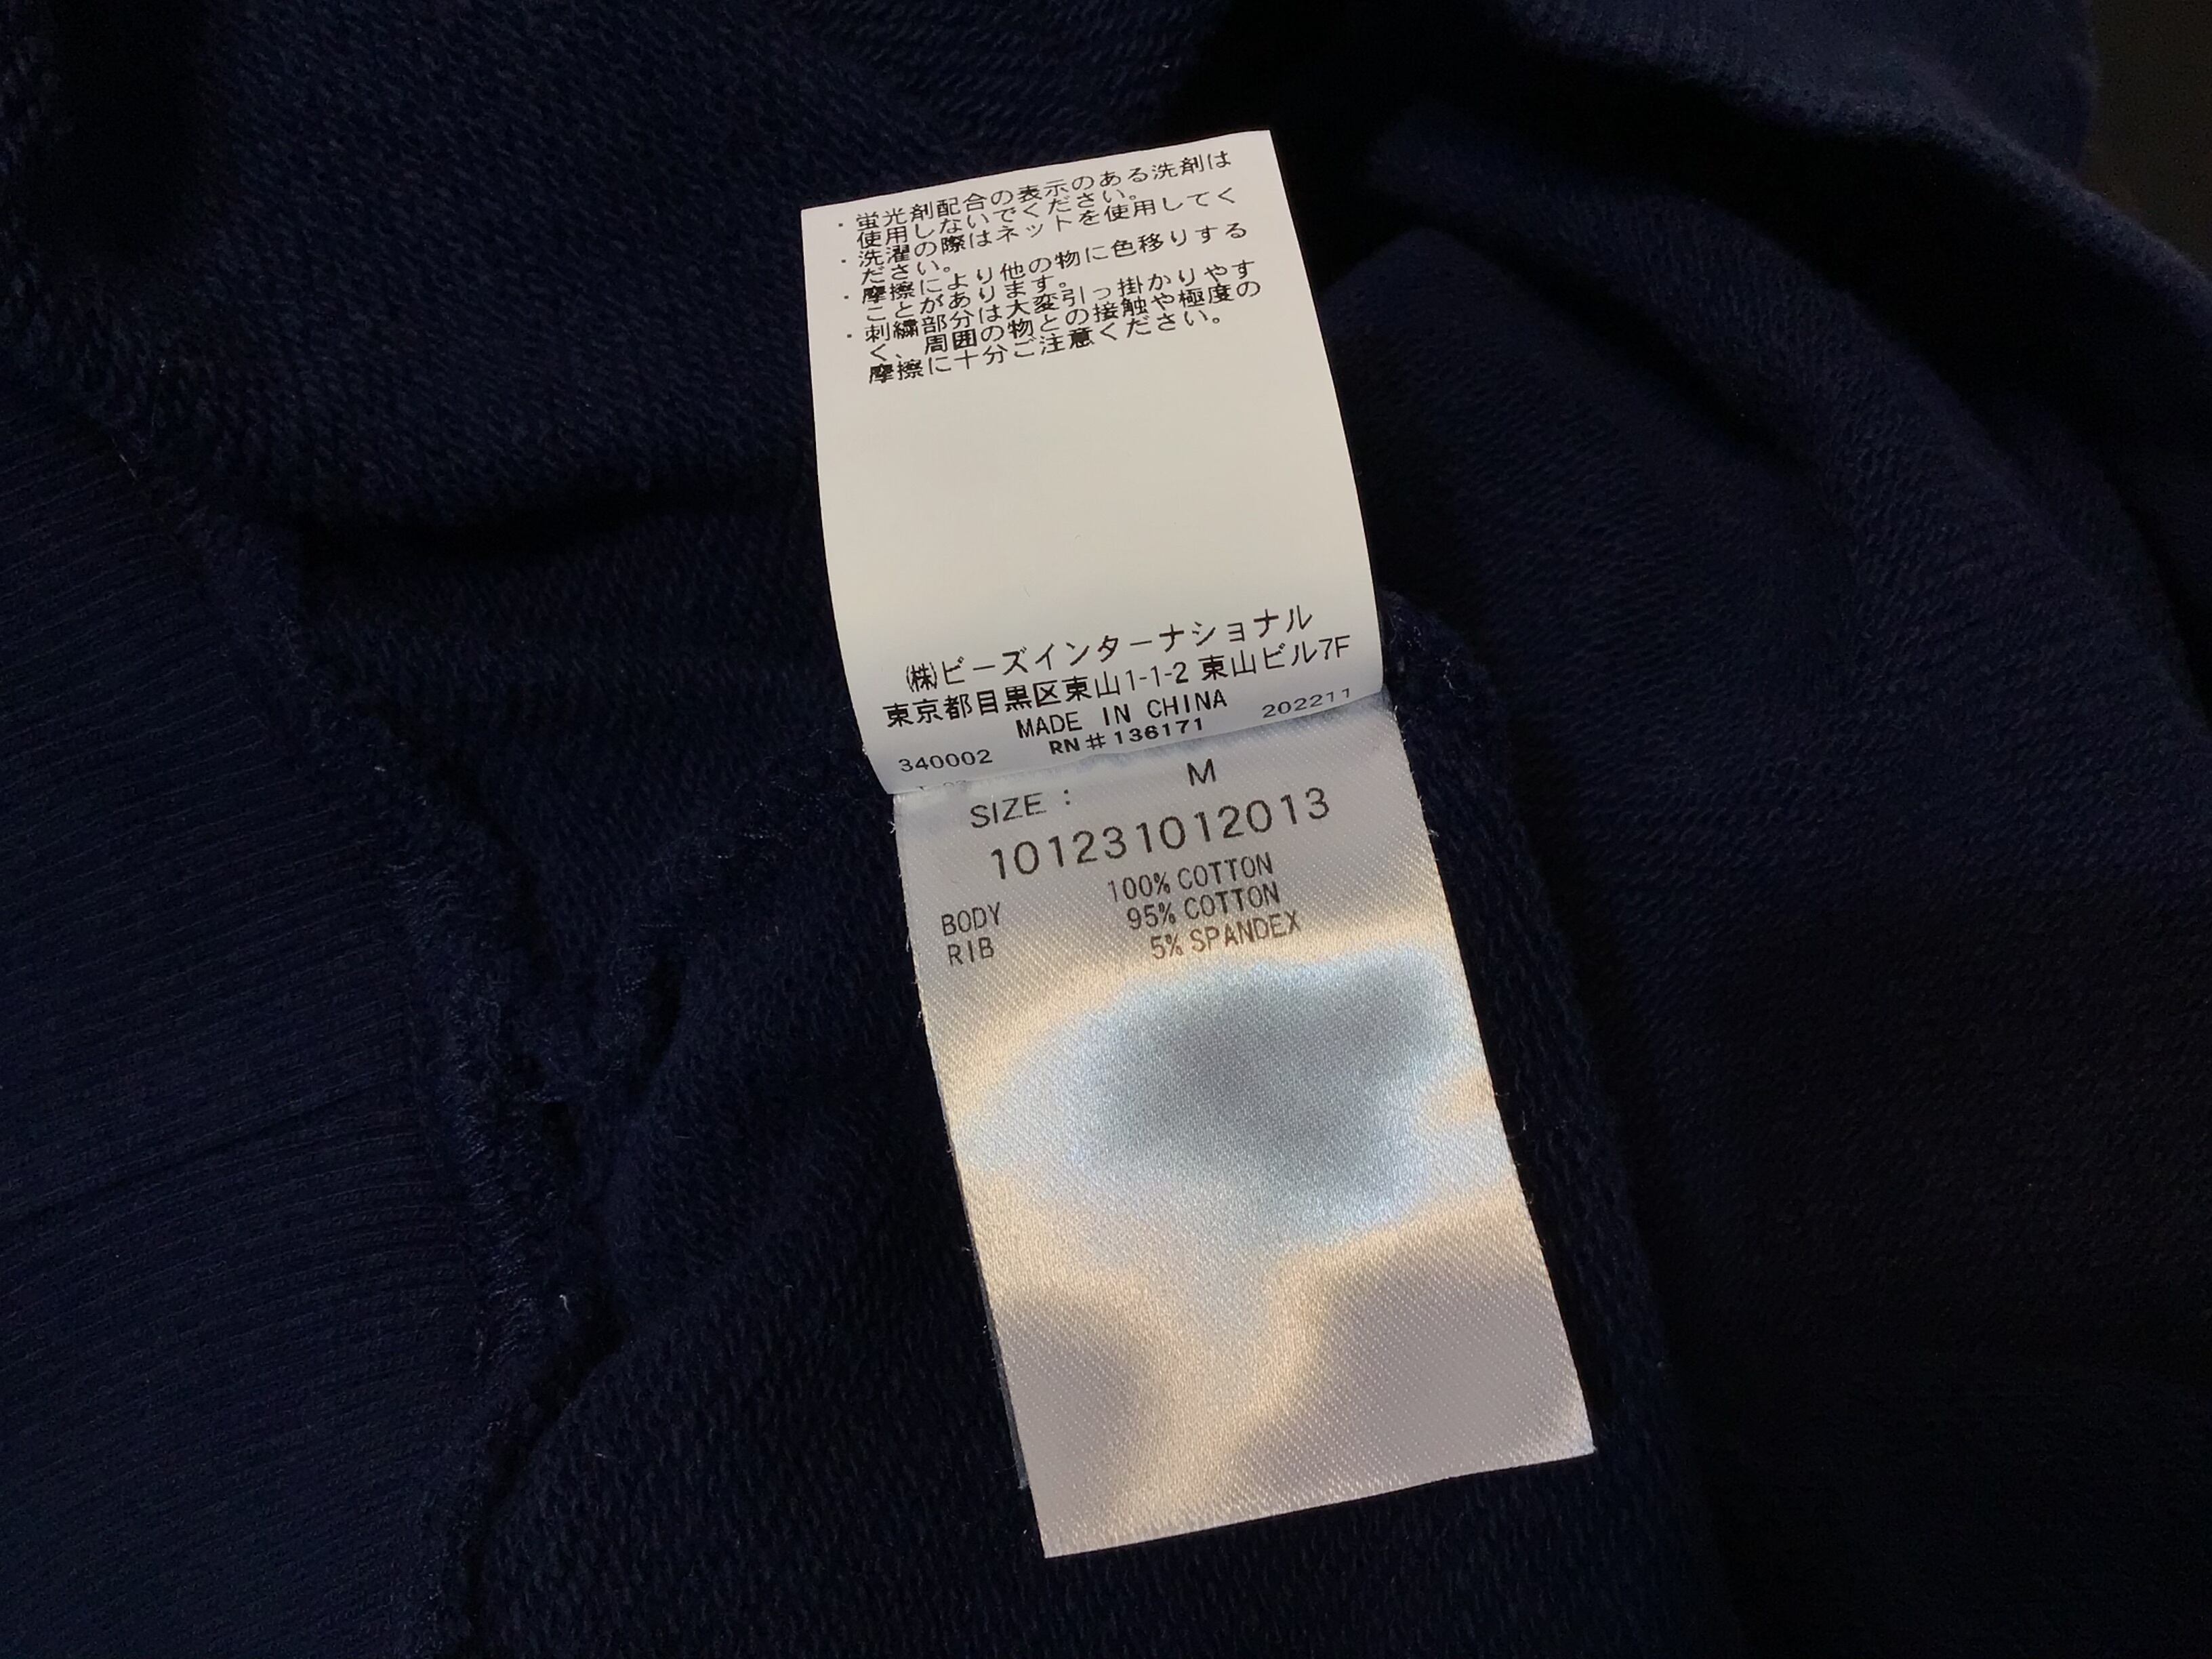 ・蛍光剤配合の表示のある洗剤は
使用しないでください。
・洗濯の際はネットを使用してく
ださい。
・摩擦により他の物に色移りする
ことがあります。
・刺繍部分は大変引っ掛かりやす
く、周囲の物との接触や極度の
摩擦に十分ご注意ください。
㈱ビーズインターナショナル
東京都目黒区東山1-1-2 東山ビル7F
MADE IN CHINA 202211
340002 RN#136171
SIZE : M
101231012013
100% COTTON
BODY 95% COTTON
RIB 5% SPANDEX